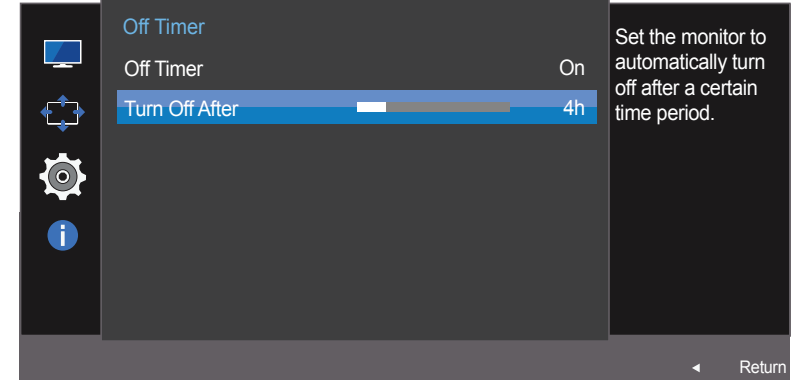 Off Timer
Off Timer On
Turn Off After 4h
Set the monitor to
automatically turn
off after a certain
time period.
i
◄ Return